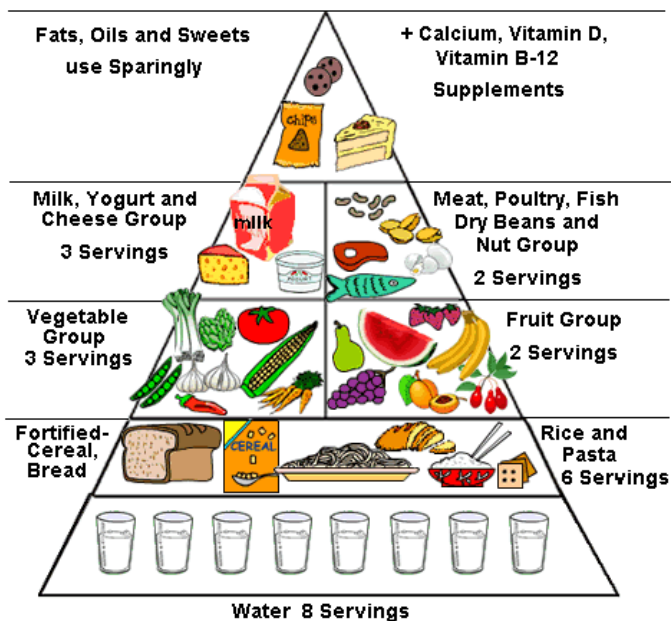 Fats, Oils and Sweets
use Sparingly
+ Calcium, Vitamin D,
Vitamin B-12
Supplements
chips
Milk, Yogurt and
Cheese Group
3 Servings
milk
YOGURT
Meat, Poultry, Fish
Dry Beans and
Nut Group
2 Servings
Vegetable
Group
3 Servings
Fruit Group
2 Servings
Fortified-
Cereal,
Bread
CEREAL
Rice and
Pasta
6 Servings
Water 8 Servings